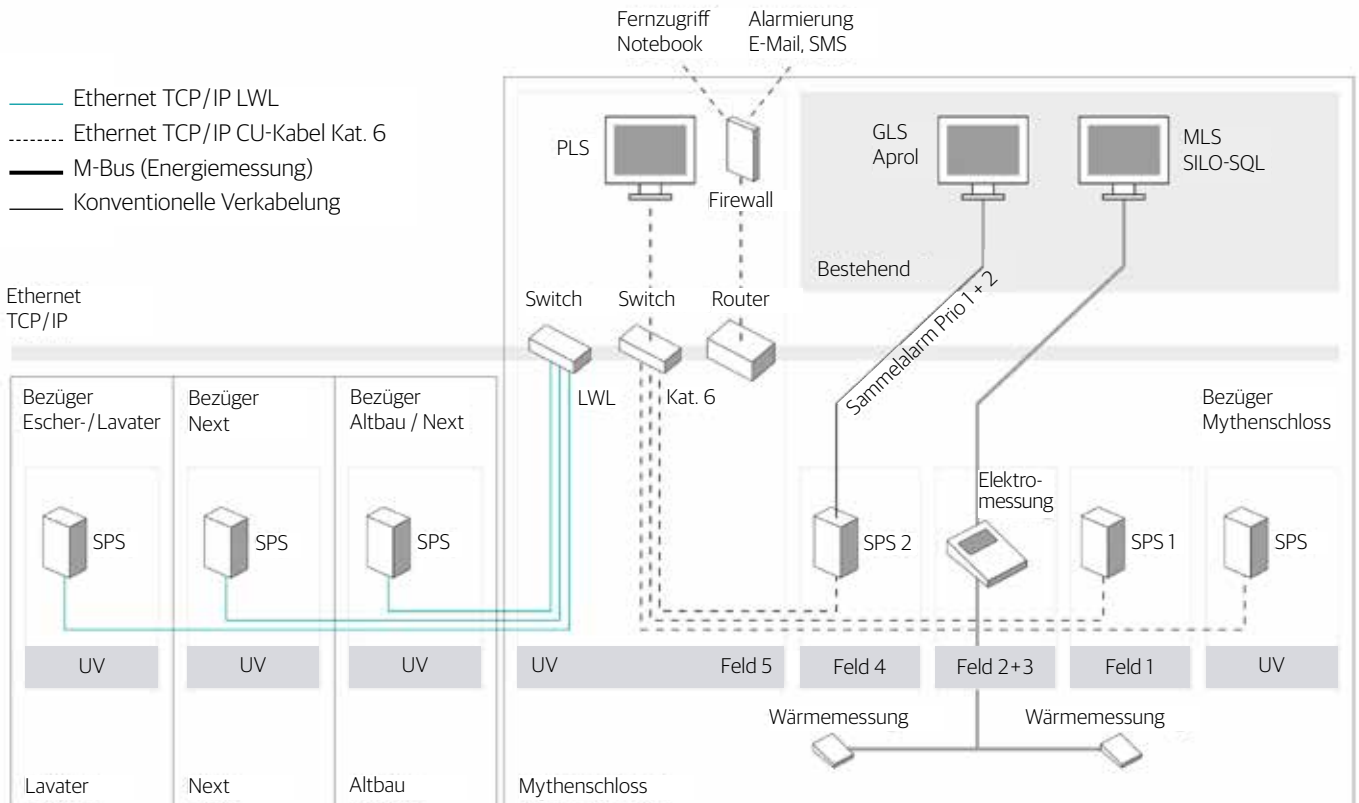 Fernzugriff
Notebook
Alarmierung
E-Mail, SMS
Ethernet TCP/IP LWL
Ethernet TCP/IP CU-Kabel Kat. 6
M-Bus (Energiemessung)
Konventionelle Verkabelung
PLS
Firewall
GLS
Aprol
MLS
SILO-SQL
Bestehend
Ethernet
TCP/IP
Switch
Switch
Router
Sammelalarm Prio 1 + 2
LWL
Kat. 6
Bezüger
Escher-/Lavater
Bezüger
Next
Bezüger
Altbau / Next
Bezüger
Mythenschloss
SPS
SPS
SPS
SPS 2
Elektro-
messung
SPS 1
SPS
UV
UV
UV
UV
Feld 5
Feld 4
Feld 2+3
Feld 1
UV
Wärmemessung
Wärmemessung
Lavater
Next
Altbau
Mythenschloss